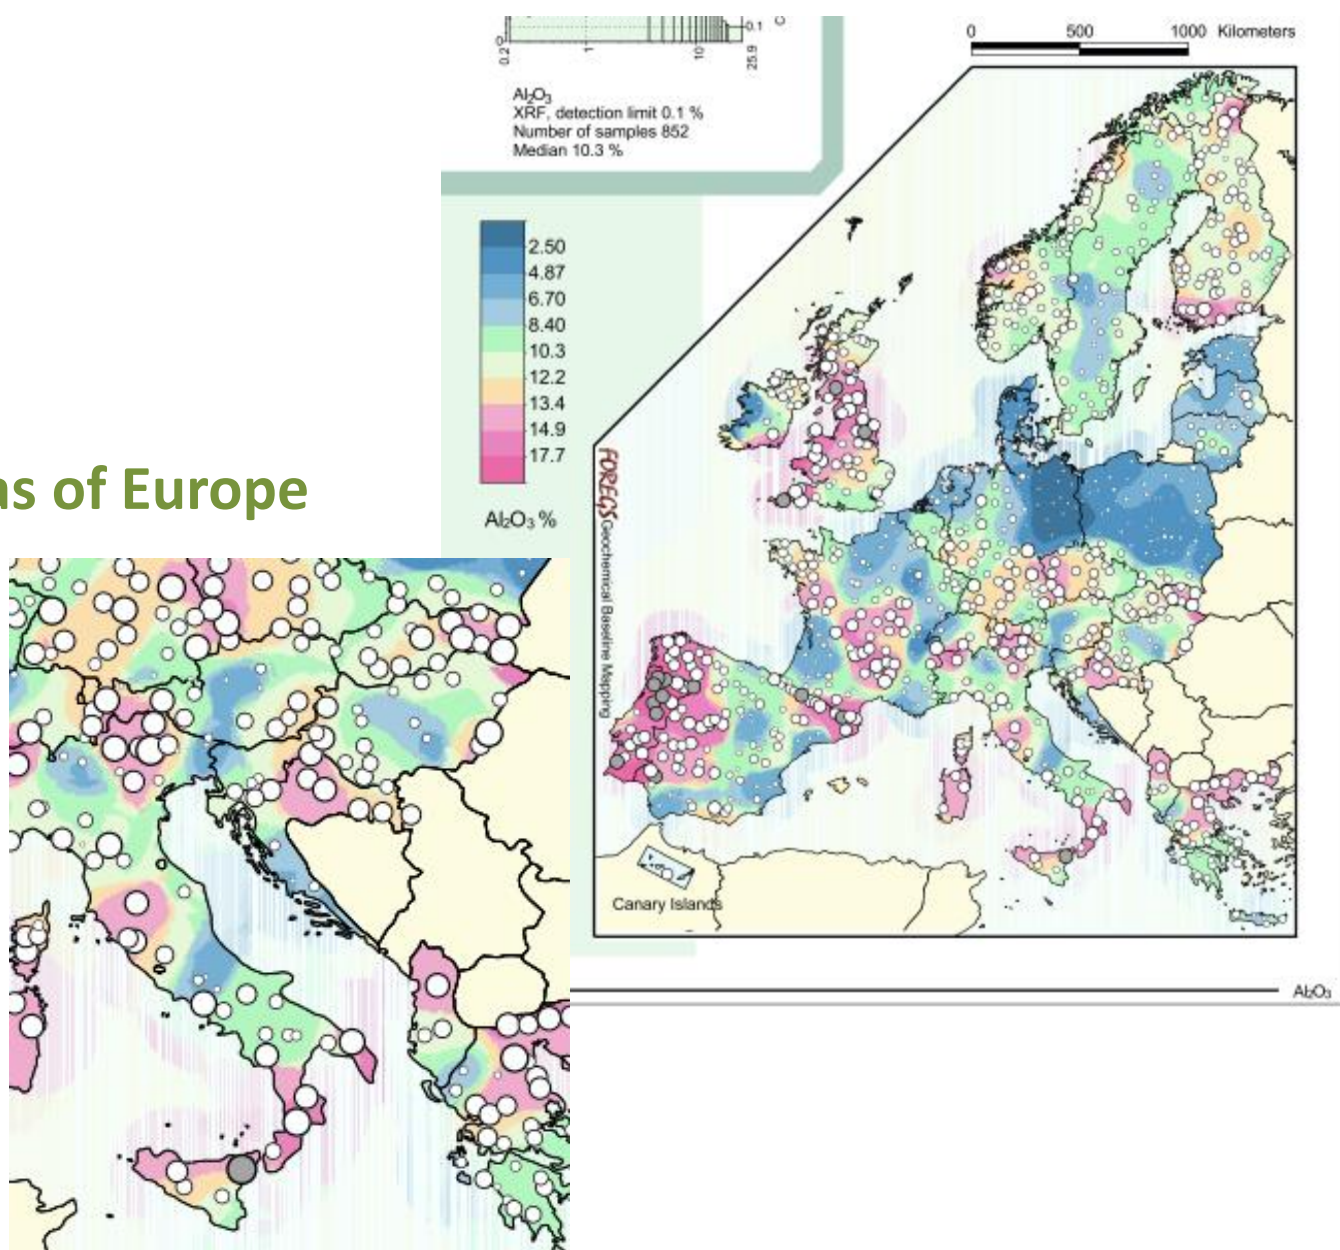 0.1
0
C
0.2
1
10
25.9
Al₂O₃
XRF, detection limit 0.1 %
Number of samples 852
Median 10.3 %
0 500 1000 Kilometers
2.50
4.87
6.70
8.40
10.3
12.2
13.4
14.9
17.7
Al₂O₃ %
as of Europe
FOREGS Geochemical Baseline Mapping
Canary Islands
Al₂O₃